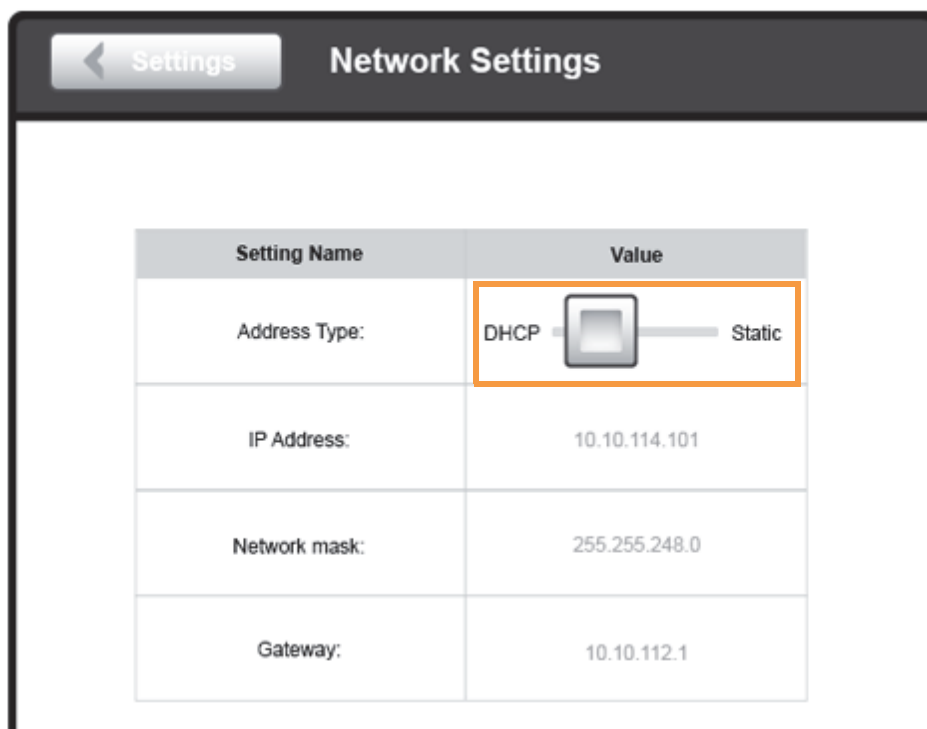 Settings Network Settings
Setting Name Value
Address Type: DHCP Static
IP Address: 10.10.114.101
Network mask: 255.255.248.0
Gateway: 10.10.112.1